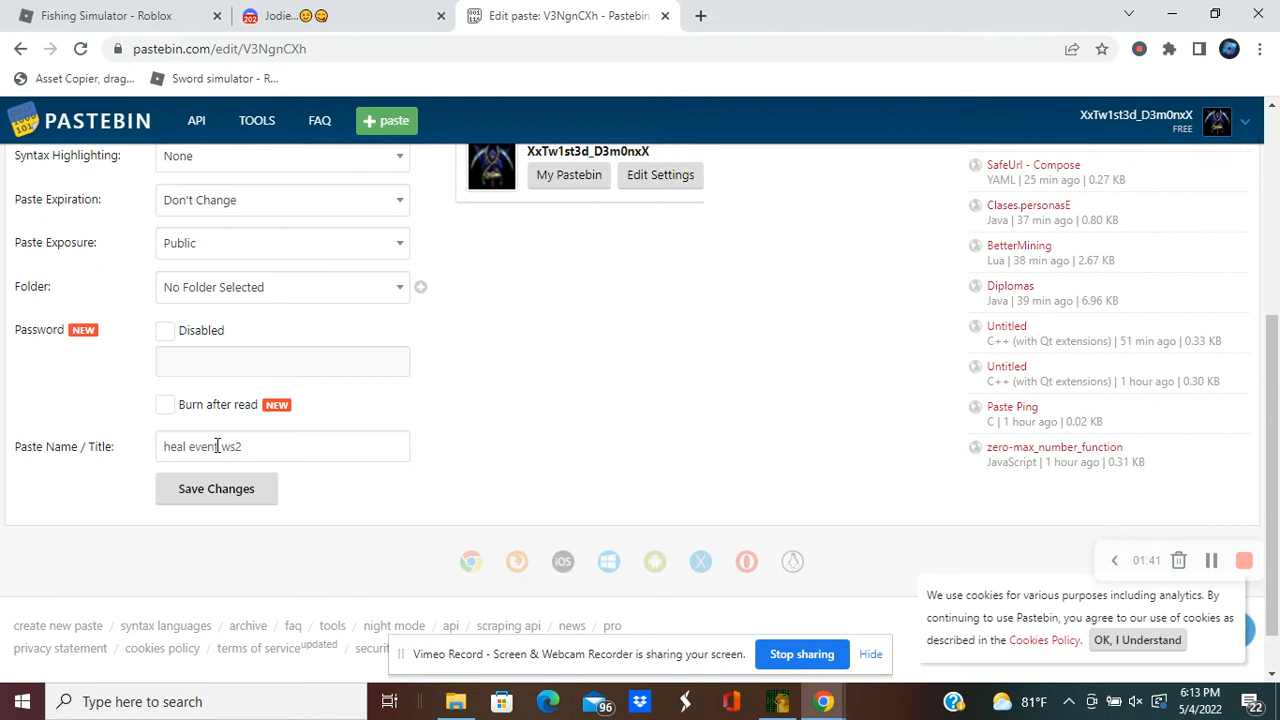 Fishing Simulator - Roblox
202
Jodie...😏😋
Edit paste: V3NgnCXh - Pastebin.
pastebin.com/edit/V3NgnCXh
Asset Copier, drag...
Sword simulator - R...
PASTEBIN
API
TOOLS
FAQ
+ paste
XxTw1st3d_D3m0nxX
FREE
Syntax Highlighting:
None
XxTw1st3d_D3m0nxX
My Pastebin
Edit Settings
Paste Expiration:
Don't Change
Paste Exposure:
Public
Folder:
No Folder Selected
Password NEW
Disabled
Burn after read NEW
Paste Name / Title:
heal event ws2
Save Changes
SafeUrl - Compose
YAML | 25 min ago | 0.27 KB
Clases.personasE
Java | 37 min ago | 0.80 KB
BetterMining
Lua | 38 min ago | 2.67 KB
Diplomas
Java | 39 min ago | 6.96 KB
Untitled
C++ (with Qt extensions) | 51 min ago | 0.33 KB
Untitled
C++ (with Qt extensions) | 1 hour ago | 0.30 KB
Paste Ping
C | 1 hour ago | 0.02 KB
zero-max_number_function
JavaScript | 1 hour ago | 0.31 KB
iOS
01:41
We use cookies for various purposes including analytics. By
continuing to use Pastebin, you agree to our use of cookies as
described in the Cookies Policy. OK, I Understand
create new paste / syntax languages / archive / faq / tools / night mode / api / scraping api / news / pro
privacy statement / cookies policy / terms of service updated / securit
Vimeo Record - Screen & Webcam Recorder is sharing your screen.
Stop sharing
Hide
Type here to search
96
81°F
6:13 PM
5/4/2022
22